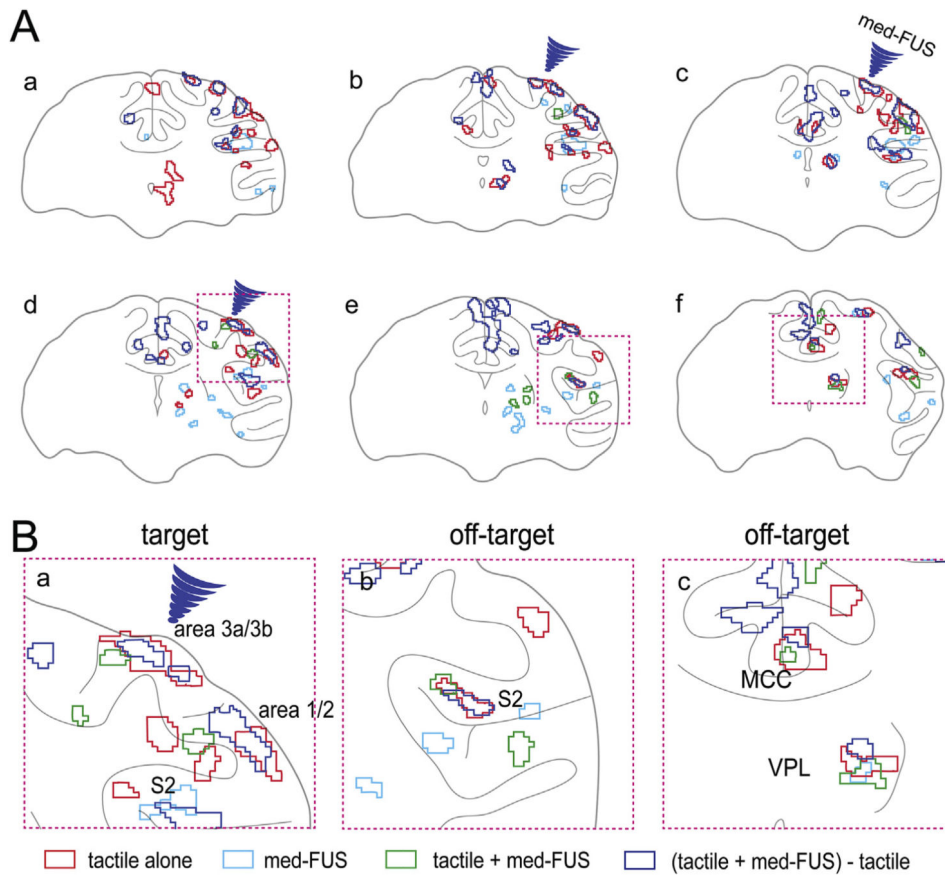 A
med-FUS
a
b
c
d
e
f
B
target
off-target
off-target
a
area 3a/3b
area 1/2
S2
b
S2
c
MCC
VPL
tactile alone
med-FUS
tactile + med-FUS
(tactile + med-FUS) - tactile